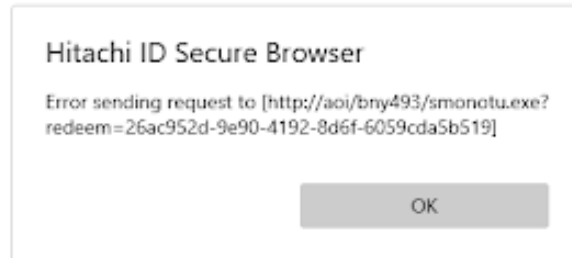 Hitachi ID Secure Browser
Error sending request to [http://aoi/bny493/smonotu.exe?
redeem=26ac952d-9e90-4192-8d6f-6059cda5b519]
OK